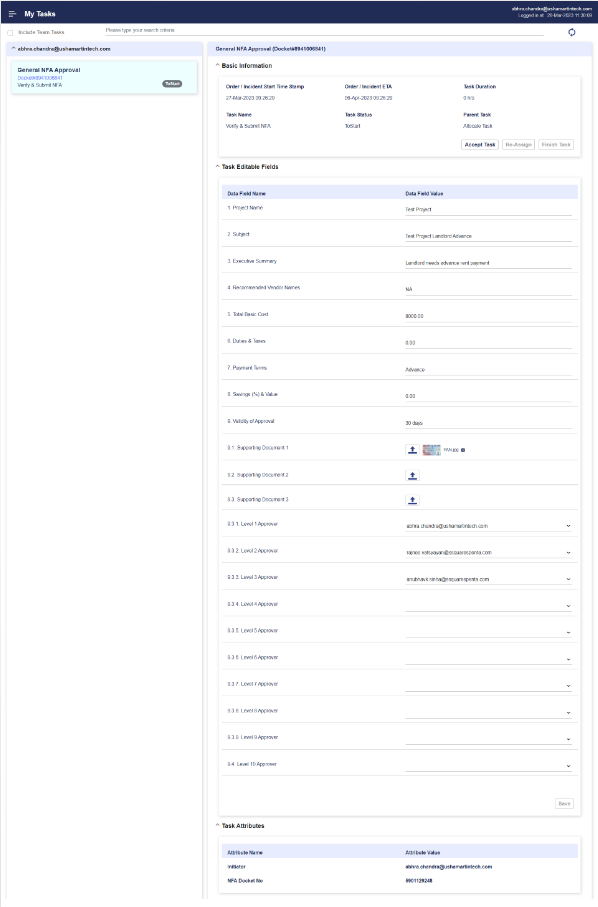 My Tasks
abhra.chandra@ushamartintech.com
Logged in at 28-Mar-2023 11:30:09
Include Team Tasks
Please type your search criteria
abhra.chandra@ushamartintech.com
General NFA Approval
Docket#8941006841
Verify & Submit NFA
ToStart
General NFA Approval (Docket#8941006841)
Basic Information
Order / Incident Start Time Stamp
Order / Incident ETA
Task Duration
27-Mar-2023 09:26:20
06-Apr-2023 09:26:29
0 hrs
Task Name
Task Status
Parent Task
Verify & Submit NFA
ToStart
Allocate Task
Accept Task
Re-Assign
Finish Task
Task Editable Fields
Data Field Name
Data Field Value
1. Project Name
Test Project
2. Subject
Test Project Landlord Advance
3. Executive Summary
Landlord needs advance rent payment
4. Recommended Vendor Names
NA
5. Total Basic Cost
8000.00
6. Duties & Taxes
0.00
7. Payment Terms
Advance
8. Savings (%) & Value
0.00
9. Validity of Approval
30 days
9.1. Supporting Document 1
PAN.jpg
9.2. Supporting Document 2
9.3. Supporting Document 3
9.3.1. Level 1 Approver
abhra.chandra@ushamartintech.com
9.3.2. Level 2 Approver
9.3.3. Level 3 Approver
9.3.4. Level 4 Approver
9.3.5. Level 5 Approver
9.3.6. Level 6 Approver
9.3.7. Level 7 Approver
9.3.8. Level 8 Approver
9.3.9. Level 9 Approver
9.4. Level 10 Approver
Save
Task Attributes
Attribute Name
Attribute Value
Initiator
abhra.chandra@ushamartintech.com
NFA Docket No
5901129248